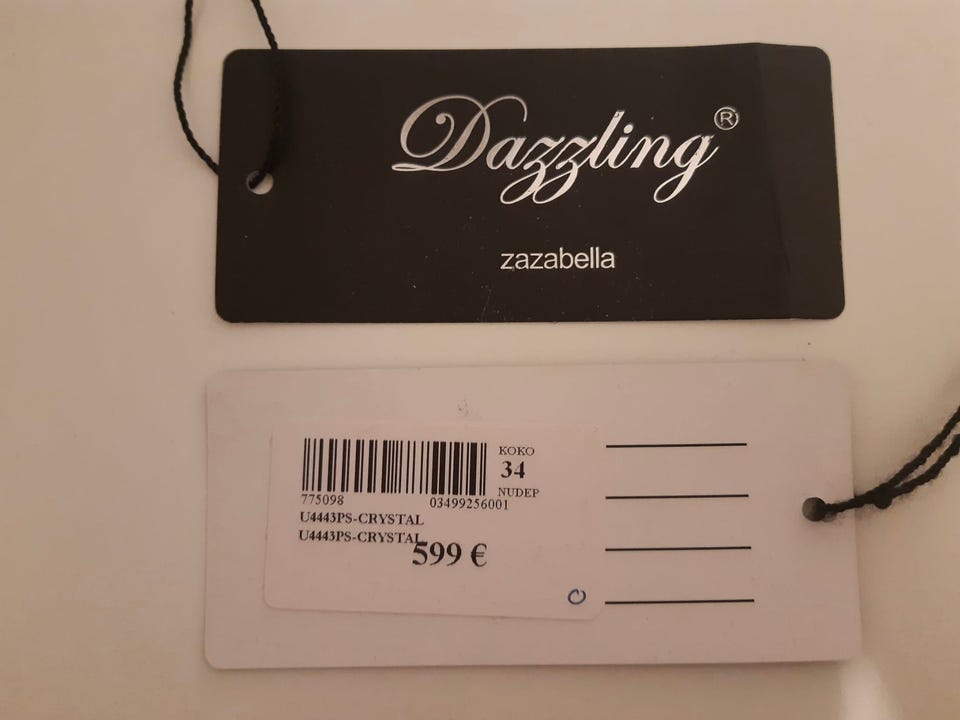 Dazzling®
zazabella
KOKO
34
NUDEP
775098 03499256001
U4443PS-CRYSTAL
U4443PS-CRYSTAL
599 €